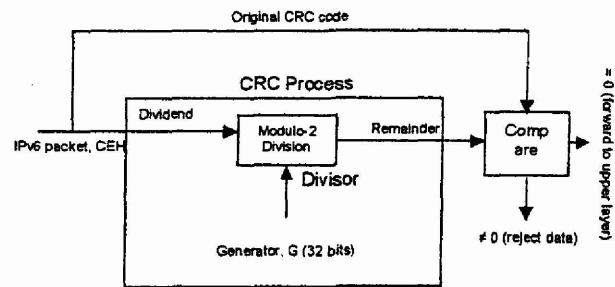 Original CRC code
CRC Process
Dividend
IPv6 packet, CEH
Modulo-2
Division
Remainder
Comp
are
= 0 (forward to
upper layer)
Divisor
Generator, G (32 bits)
≠ 0 (reject data)